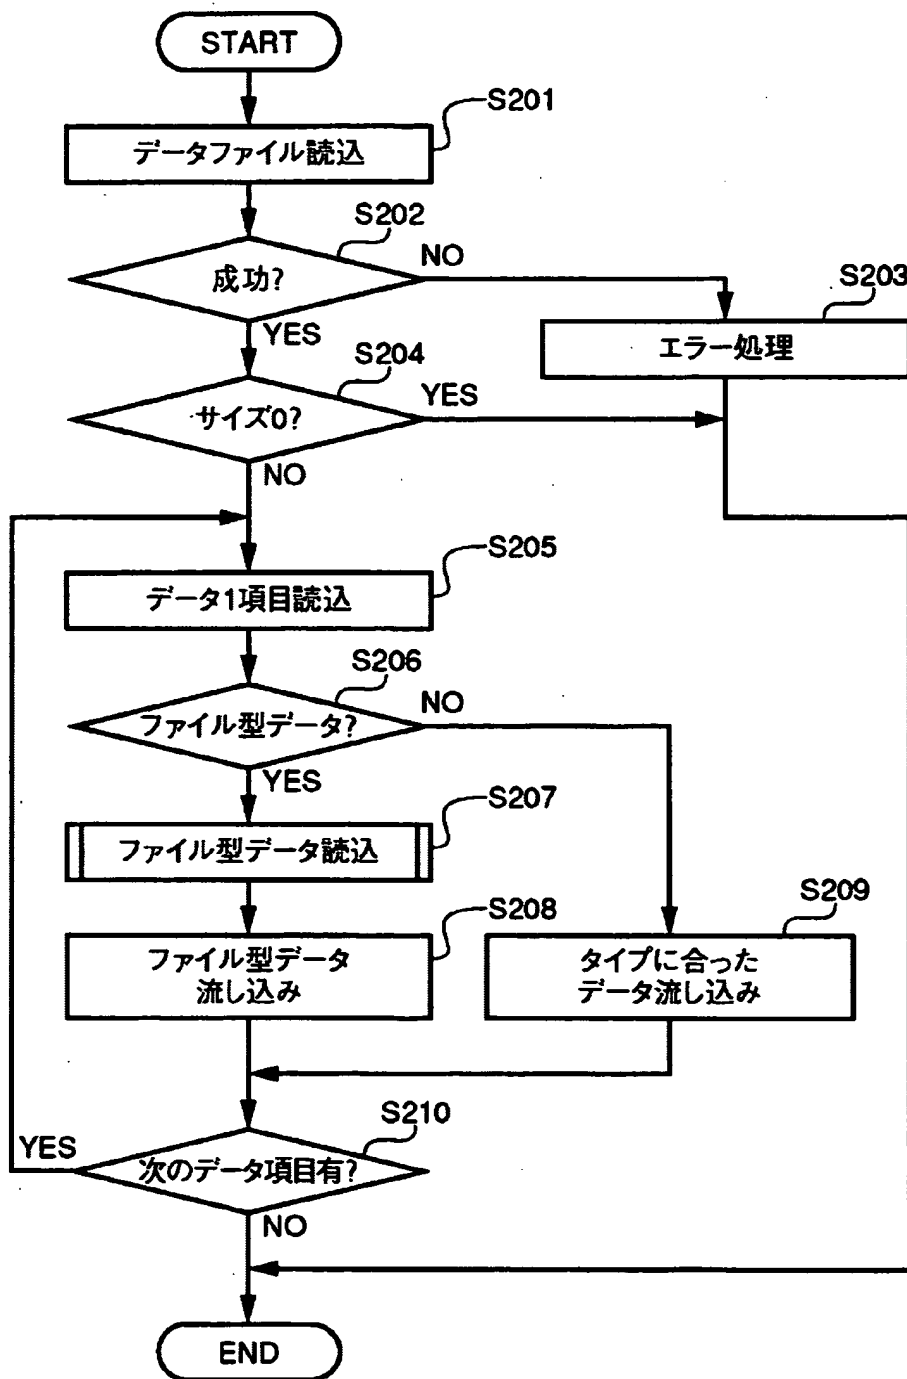 START
S201
データファイル読込
S202
成功?
NO
YES
S203
エラー処理
S204
サイズ0?
YES
NO
S205
データ1項目読込
S206
ファイル型データ?
NO
YES
S207
ファイル型データ読込
S208
ファイル型データ
流し込み
S209
タイプに合った
データ流し込み
S210
YES
次のデータ項目有?
NO
END